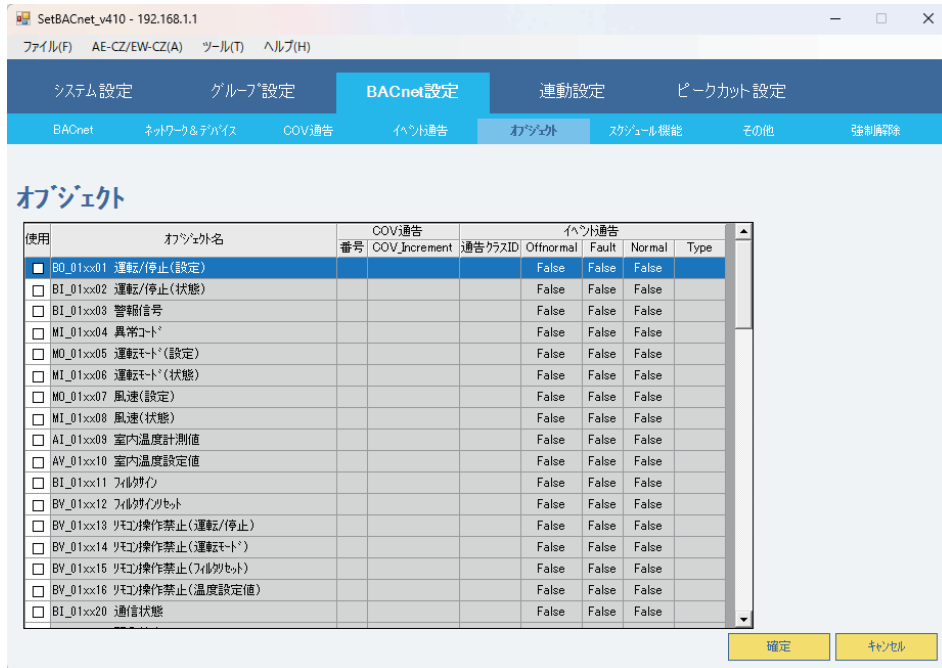 SetBACnet_v410 - 192.168.1.1
ファイル(F) AE-CZ/EW-CZ(A) ツール(T) ヘルプ(H)
システム設定 グループ設定 BACnet設定 連動設定 ピークカット設定
BACnet ネットワーク&デバイス COV通告 イベント通告 オブジェクト スケジュール機能 その他 強制解除
オブジェクト
使用 オブジェクト名 COV通告 イベント通告
番号 COV_Increment 通告クラスID Offnormal Fault Normal Type
BO_01xx01 運転/停止(設定) False False False
BI_01xx02 運転/停止(状態) False False False
BI_01xx03 警報信号 False False False
MI_01xx04 異常コード False False False
MO_01xx05 運転モード(設定) False False False
MI_01xx06 運転モード(状態) False False False
MO_01xx07 風速(設定) False False False
MI_01xx08 風速(状態) False False False
AI_01xx09 室内温度計測値 False False False
AV_01xx10 室内温度設定値 False False False
BI_01xx11 フィルタサイン False False False
BV_01xx12 フィルタサインリセット False False False
BV_01xx13 リモコン操作禁止(運転/停止) False False False
BV_01xx14 リモコン操作禁止(運転モード) False False False
BV_01xx15 リモコン操作禁止(フィルタリセット) False False False
BV_01xx16 リモコン操作禁止(温度設定値) False False False
BI_01xx20 通信状態 False False False
確定 キャンセル